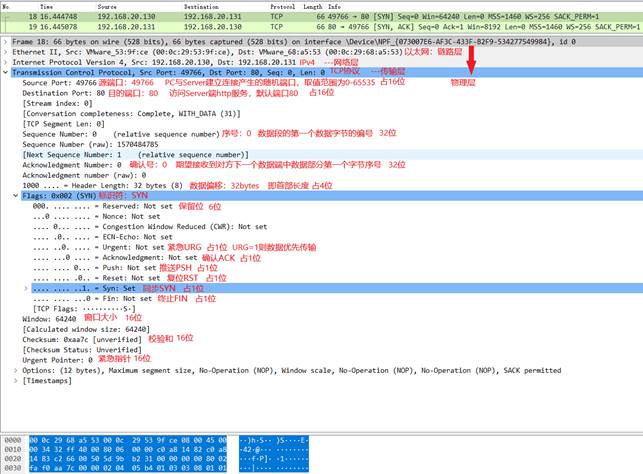 No. Time Source Destination Protocol Length Info
18 16.444748 192.168.20.130 192.168.20.131 TCP 66 49766 → 80 [SYN] Seq=0 Win=64240 Len=0 MSS=1460 WS=256 SACK_PERM=1
19 16.445078 192.168.20.131 192.168.20.130 TCP 66 80 → 49766 [SYN, ACK] Seq=0 Ack=1 Win=8192 Len=0 MSS=1460 WS=256 SACK_PERM=1
Frame 18: 66 bytes on wire (528 bits), 66 bytes captured (528 bits) on interface \Device\NPF_{073007E6-AF3C-433F-82F9-534277549984}, id 0
Ethernet II, Src: VMware_53:9f:ce (00:0c:29:53:9f:ce), Dst: VMware_68:a5:53 (00:0c:29:68:a5:53) 以太网：链路层
Internet Protocol Version 4, Src: 192.168.20.130, Dst: 192.168.20.131 IPv4 ---网络层
Transmission Control Protocol, Src Port: 49766, Dst Port: 80, Seq: 0, Len: 0 TCP协议 ---传输层
物理层
Source Port: 49766 源端口：49766 PC与Server建立连接产生的随机端口，取值范围为0-65535 占16位
Destination Port: 80 目的端口：80 访问Server端http服务，默认端口80 占16位
[Stream index: 0]
[Conversation completeness: Complete, WITH_DATA (31)]
[TCP Segment Len: 0]
Sequence Number: 0 (relative sequence number) 序号：0 数据段的第一个数据字节的编号 32位
Sequence Number (raw): 1570484785
[Next Sequence Number: 1 (relative sequence number)]
Acknowledgment Number: 0 确认号：0 期望接收到对方下一个数据端中数据部分第一个字节序号 32位
Acknowledgment number (raw): 0
1000 .... = Header Length: 32 bytes (8) 数据偏移：32bytes 即首部长度 占4位
Flags: 0x002 (SYN) 标识符：SYN
000. .... .... = Reserved: Not set 保留位 6位
...0 .... .... = Nonce: Not set
.... 0... .... = Congestion Window Reduced (CWR): Not set
.... .0.. .... = ECN-Echo: Not set
.... ..0. .... = Urgent: Not set 紧急URG 占1位 URG=1则数据优先传输
.... ...0 .... = Acknowledgment: Not set 确认ACK 占1位
.... .... 0... = Push: Not set 推送PSH 占1位
.... .... .0.. = Reset: Not set 复位RST 占1位
.... .... ..1. = Syn: Set 同步SYN 占1位
.... .... ...0 = Fin: Not set 终止FIN 占1位
[TCP Flags: ··········S·]
Window: 64240 窗口大小 16位
[Calculated window size: 64240]
Checksum: 0xaa7c [unverified] 校验和 16位
[Checksum Status: Unverified]
Urgent Pointer: 0 紧急指针 16位
Options: (12 bytes), Maximum segment size, No-Operation (NOP), Window scale, No-Operation (NOP), No-Operation (NOP), SACK permitted
[Timestamps]
0000 00 0c 29 68 a5 53 00 0c 29 53 9f ce 08 00 45 00 ··)h·S·· )S····E·
0010 00 34 32 ff 40 00 80 06 00 00 c0 a8 14 82 c0 a8 ·42·@··· ········
0020 14 83 c2 66 00 50 5d 9b b2 31 00 00 00 00 80 02 ···f·P]· ·1······
0030 fa f0 aa 7c 00 00 02 04 05 b4 01 03 03 08 01 01 ···|···· ········